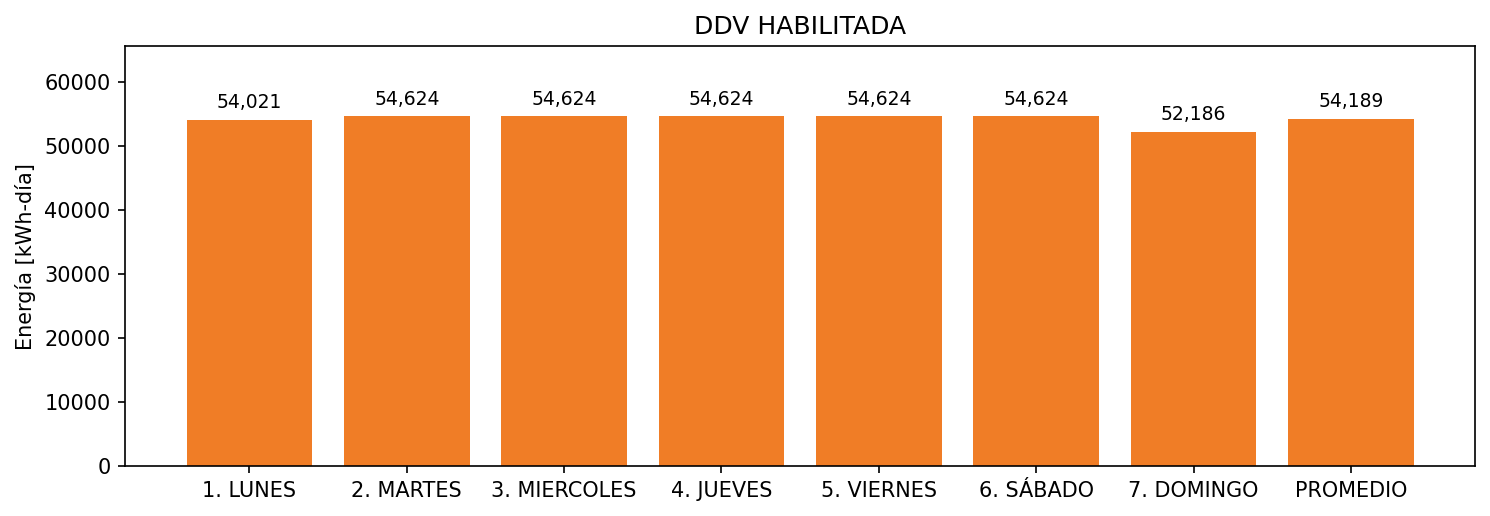 DDV HABILITADA
Energía [kWh-día]
60000
50000
40000
30000
20000
10000
0
54,021
54,624
54,624
54,624
54,624
54,624
52,186
54,189
1. LUNES
2. MARTES
3. MIERCOLES
4. JUEVES
5. VIERNES
6. SÁBADO
7. DOMINGO
PROMEDIO